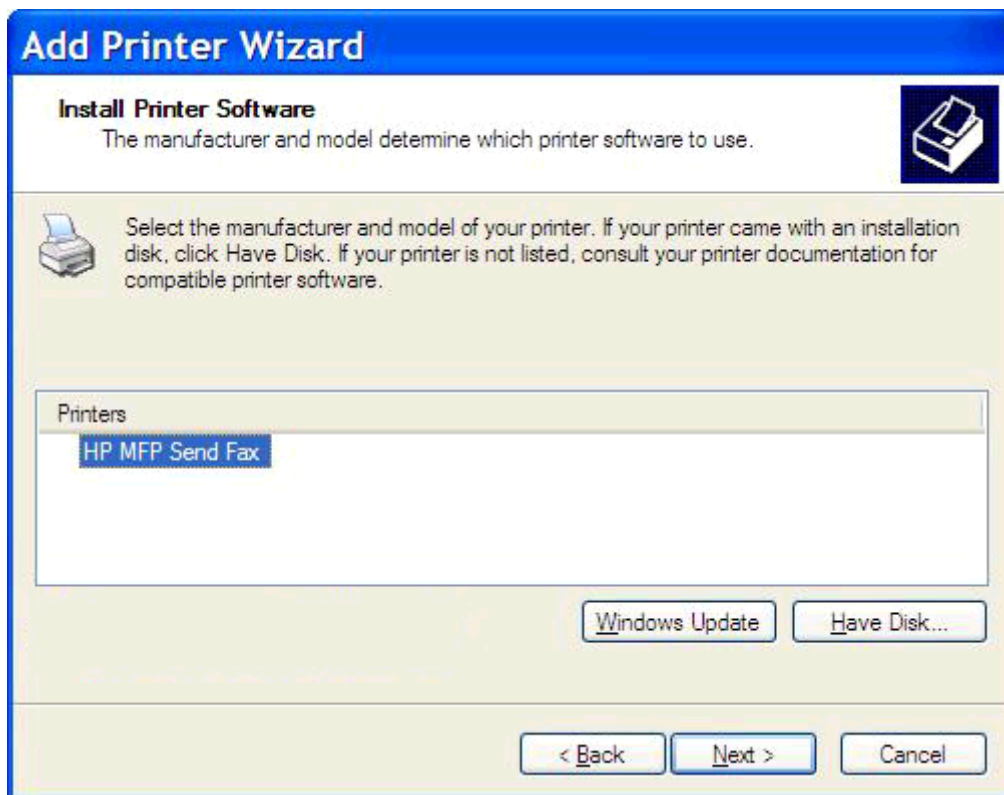 Add Printer Wizard
Install Printer Software
The manufacturer and model determine which printer software to use.
Select the manufacturer and model of your printer. If your printer came with an installation
disk, click Have Disk. If your printer is not listed, consult your printer documentation for
compatible printer software.
Printers
HP MFP Send Fax
Windows Update
Have Disk...
< Back
Next >
Cancel